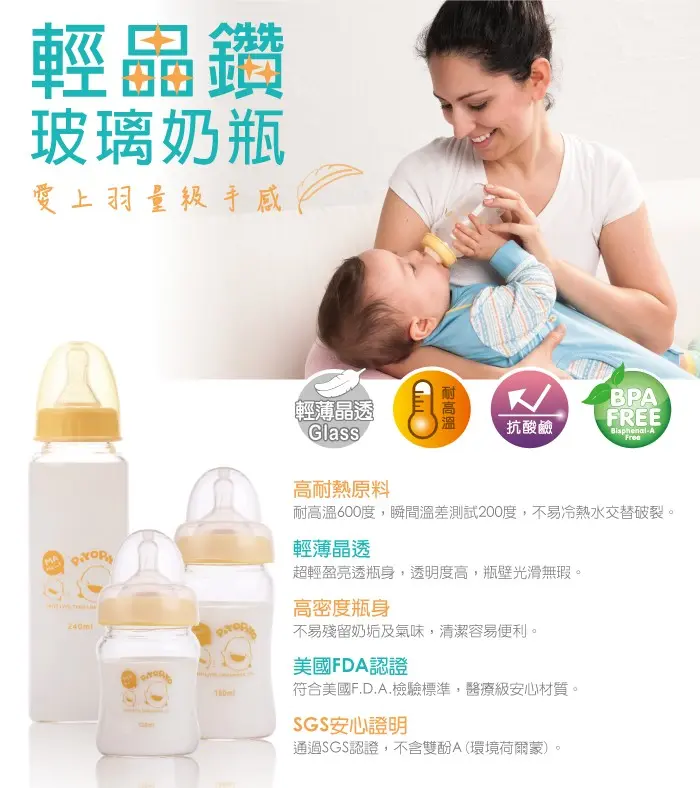 輕晶鑽
玻璃奶瓶
愛上羽量級手感
輕薄晶透
Glass
耐高溫
抗酸鹼
BPA
FREE
Bisphenol-A
Free
高耐熱原料
耐高溫600度，瞬間溫差測試200度，不易冷熱水交替破裂。
輕薄晶透
超輕盈亮透瓶身，透明度高，瓶壁光滑無瑕。
高密度瓶身
不易殘留奶垢及氣味，清潔容易便利。
美國FDA認證
符合美國F.D.A.檢驗標準，醫療級安心材質。
SGS安心證明
通過SGS認證，不含雙酚A(環境荷爾蒙)。
240ml
180ml